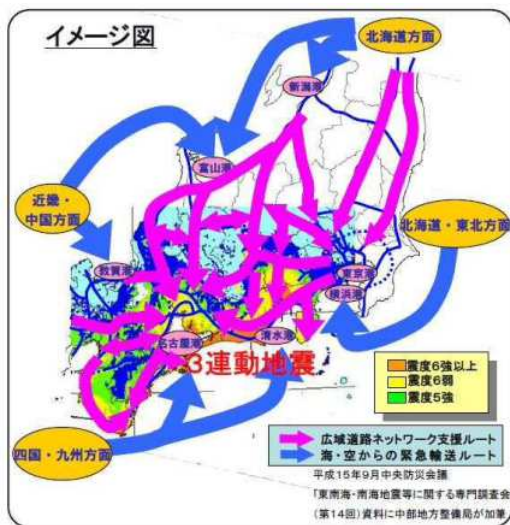 イメージ図
北海道方面
新潟港
富山港
近畿・
中国方面
北海道・東北方面
敦賀港
東京港
横浜港
名古屋港
清水港
3連動地震
震度6強以上
震度6弱
震度5強
四国・九州方面
広域道路ネットワーク支援ルート
海・空からの緊急輸送ルート
平成15年9月中央防災会議
「東南海・南海地震等に関する専門調査会
(第14回)資料に中部地方整備局が加筆